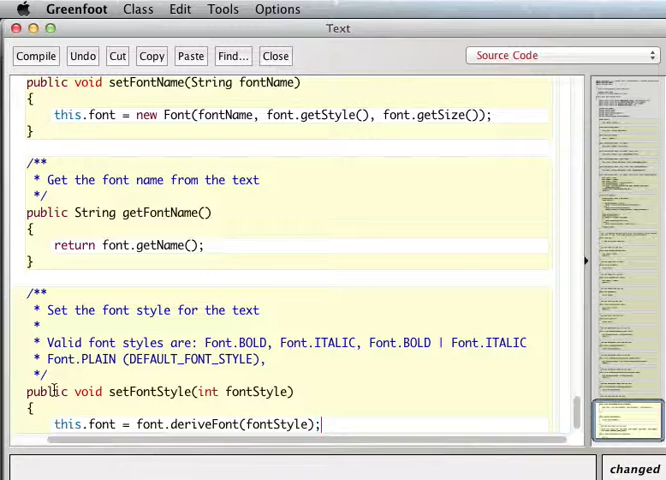 Greenfoot Class Edit Tools Options
Text
Compile Undo Cut Copy Paste Find... Close Source Code
public void setFontName(String fontName)
{
this.font = new Font(fontName, font.getStyle(), font.getSize());
}
/**
* Get the font name from the text
*/
public String getFontName()
{
return font.getName();
}
/**
* Set the font style for the text
*
* Valid font styles are: Font.BOLD, Font.ITALIC, Font.BOLD | Font.ITALIC
* Font.PLAIN (DEFAULT_FONT_STYLE),
*/
public void setFontStyle(int fontStyle)
{
this.font = font.deriveFont(fontStyle);
changed